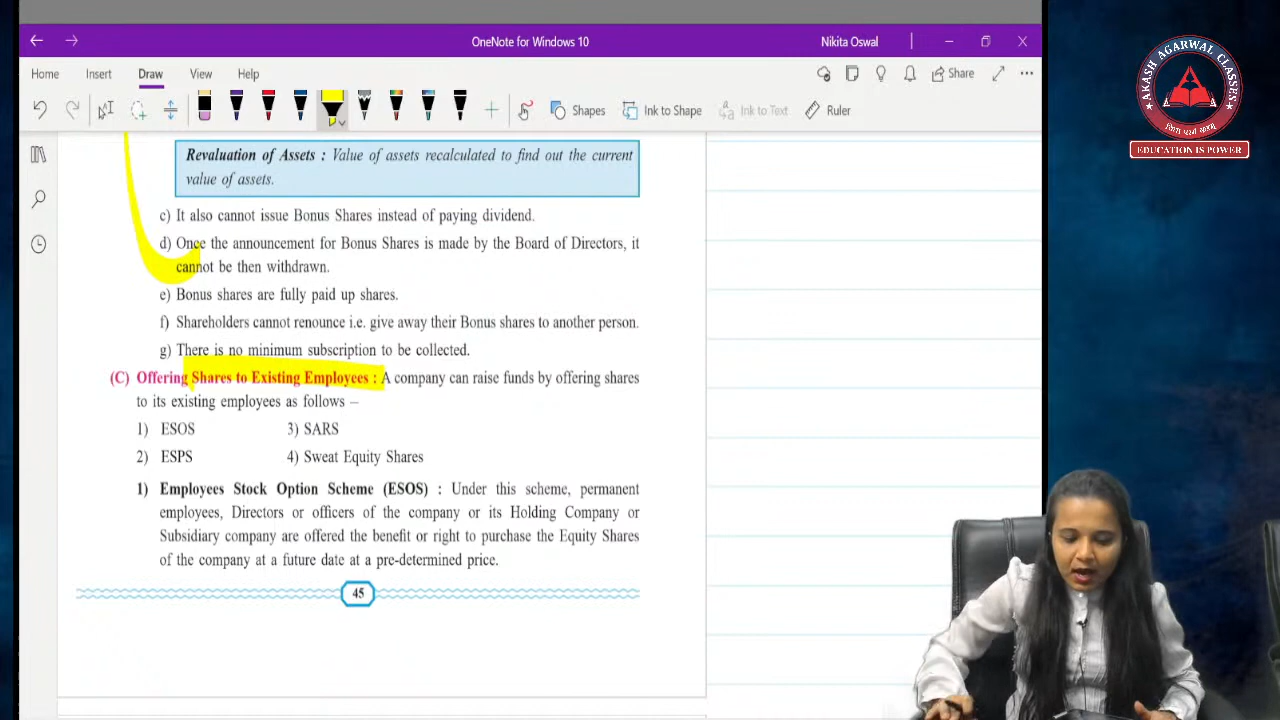 OneNote for Windows 10
Nikita Oswal
Home Insert Draw View Help
Share
Shapes Ink to Shape Ink to Text Ruler
Revaluation of Assets : Value of assets recalculated to find out the current
value of assets.
c) It also cannot issue Bonus Shares instead of paying dividend.
d) Once the announcement for Bonus Shares is made by the Board of Directors, it
cannot be then withdrawn.
e) Bonus shares are fully paid up shares.
f) Shareholders cannot renounce i.e. give away their Bonus shares to another person.
g) There is no minimum subscription to be collected.
(C) Offering Shares to Existing Employees : A company can raise funds by offering shares
to its existing employees as follows –
1) ESOS 3) SARS
2) ESPS 4) Sweat Equity Shares
1) Employees Stock Option Scheme (ESOS) : Under this scheme, permanent
employees, Directors or officers of the company or its Holding Company or
Subsidiary company are offered the benefit or right to purchase the Equity Shares
of the company at a future date at a pre-determined price.
45
AKASH AGARWAL CLASSES
EDUCATION IS POWER